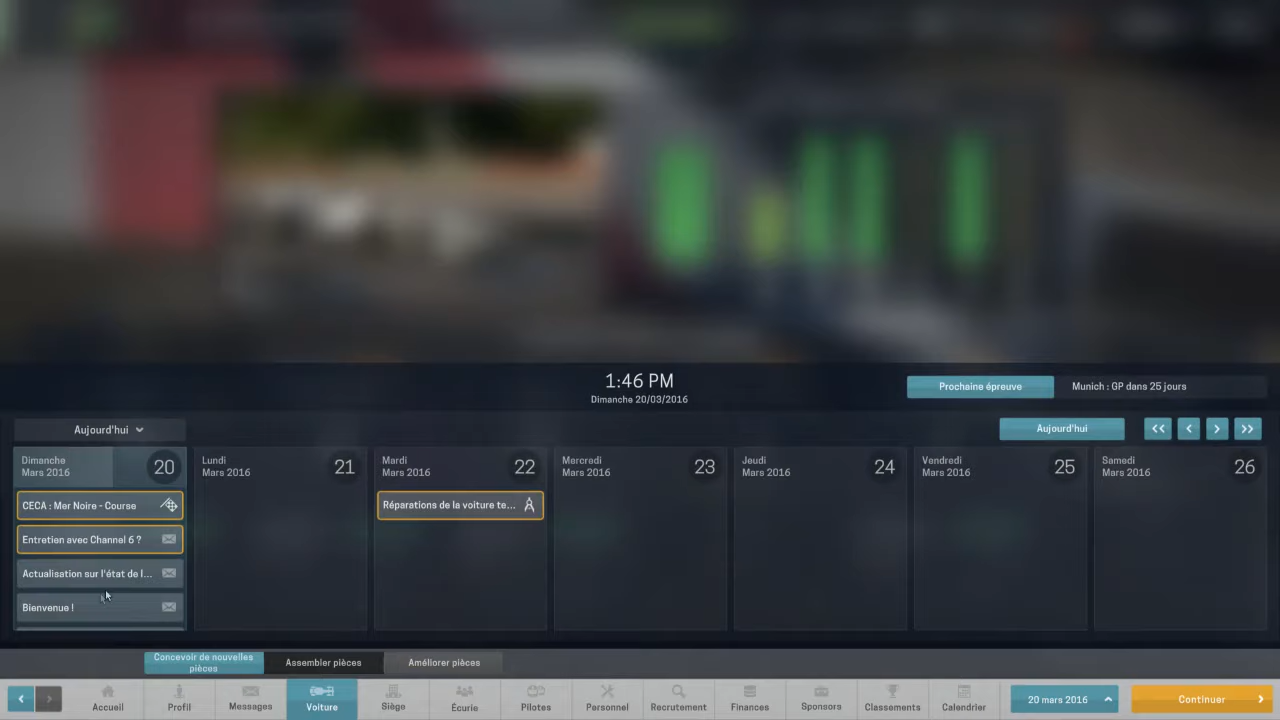 1:46 PM
Dimanche 20/03/2016
Prochaine épreuve
Munich : GP dans 25 jours
Aujourd'hui
Aujourd'hui
<<
<
>
>>
Dimanche
Mars 2016
20
Lundi
Mars 2016
21
Mardi
Mars 2016
22
Mercredi
Mars 2016
23
Jeudi
Mars 2016
24
Vendredi
Mars 2016
25
Samedi
Mars 2016
26
CECA : Mer Noire - Course
Réparations de la voiture te...
Entretien avec Channel 6 ?
Actualisation sur l'état de l...
Bienvenue !
Concevoir de nouvelles
pièces
Assembler pièces
Améliorer pièces
Accueil
Profil
Messages
Voiture
Siège
Écurie
Pilotes
Personnel
Recrutement
Finances
Sponsors
Classements
Calendrier
20 mars 2016
Continuer